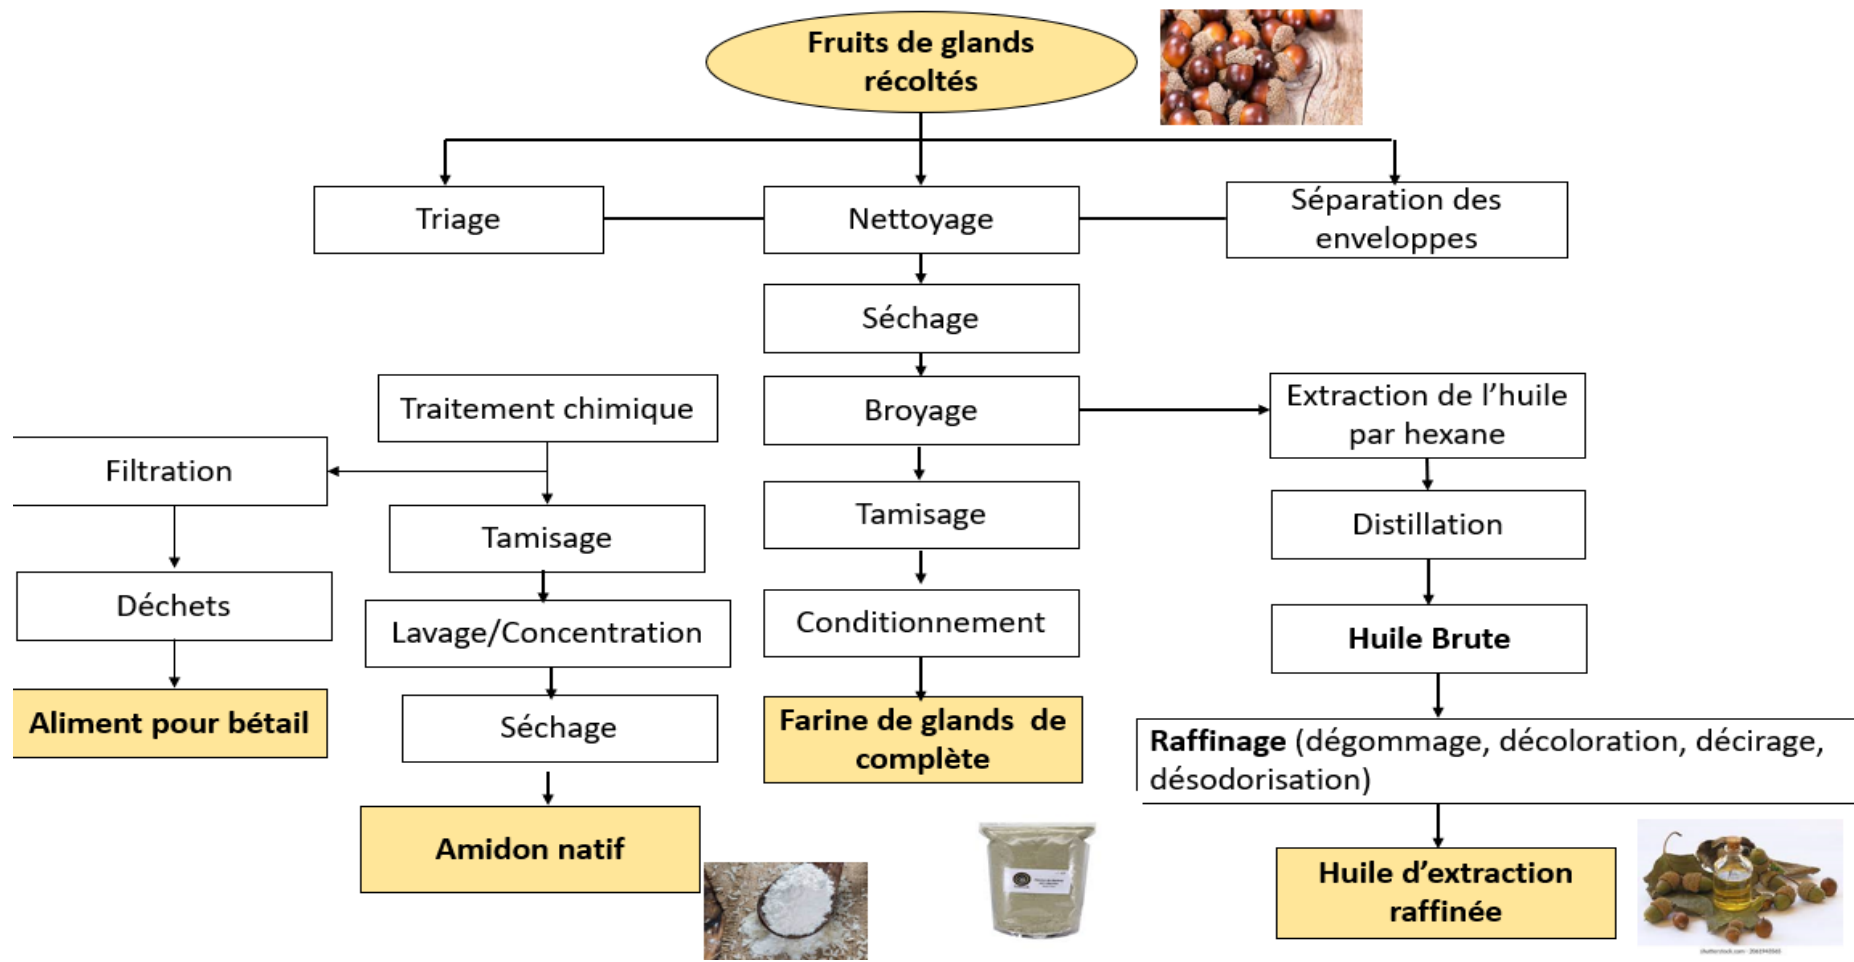 Fruits de glands
récoltés
Triage
Nettoyage
Séparation des
enveloppes
Séchage
Traitement chimique
Broyage
Extraction de l’huile
par hexane
Filtration
Tamisage
Tamisage
Distillation
Déchets
Lavage/Concentration
Conditionnement
Huile Brute
Aliment pour bétail
Séchage
Farine de glands  de
complète
Raffinage (dégommage, décoloration, décirage,
désodorisation)
Amidon natif
Huile d’extraction
raffinée